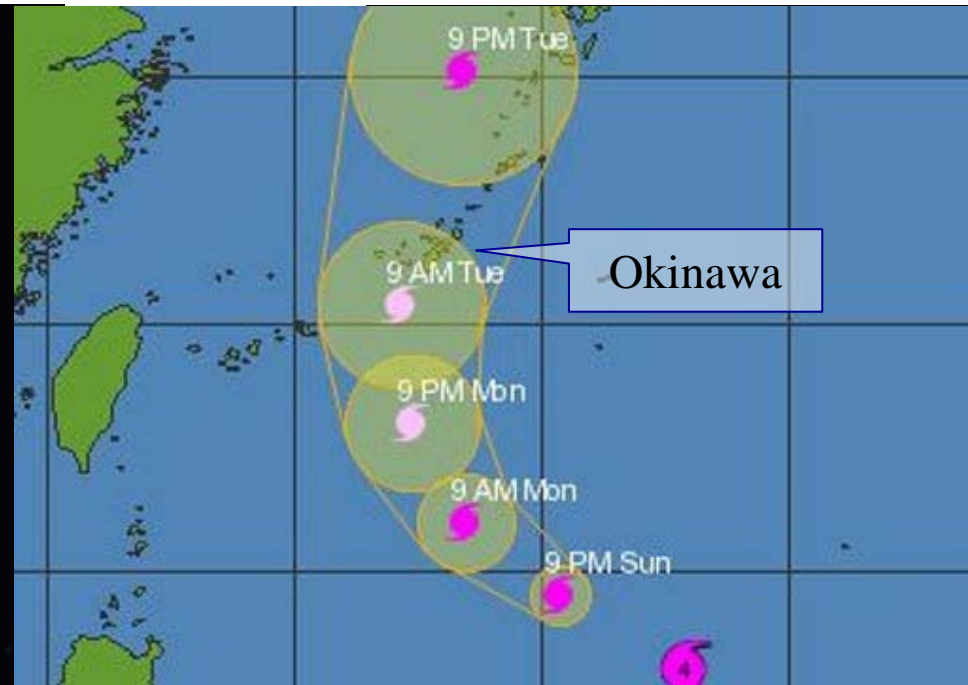 9 PM Tue
Okinawa
9 AM Tue
9 PM Mon
9 AM Mon
9 PM Sun
4